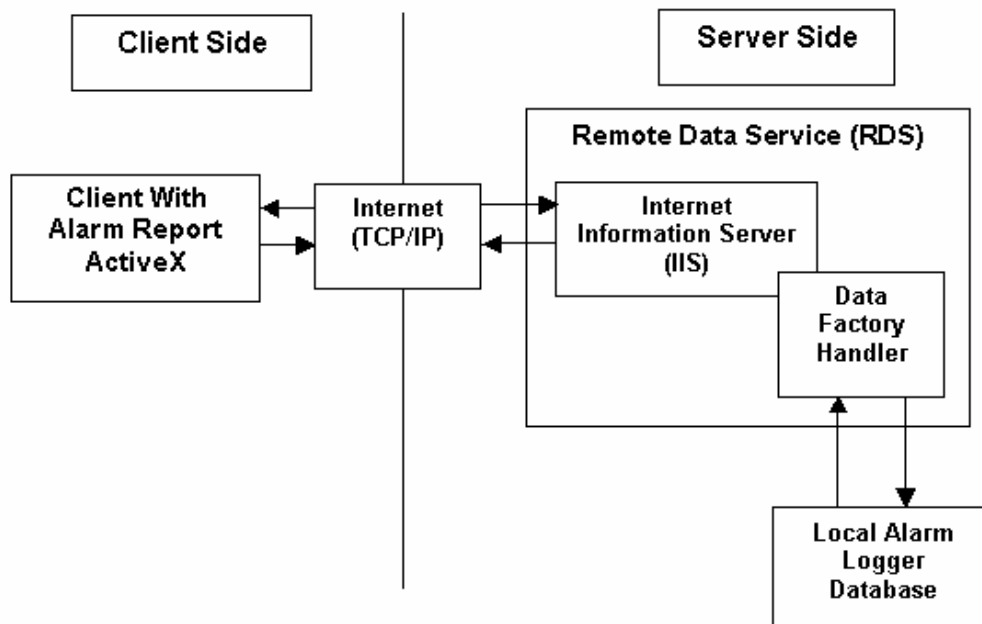 Client Side
Server Side
Remote Data Service (RDS)
Client With
Alarm Report
ActiveX
Internet
(TCP/IP)
Internet
Information Server
(IIS)
Data
Factory
Handler
Local Alarm
Logger
Database